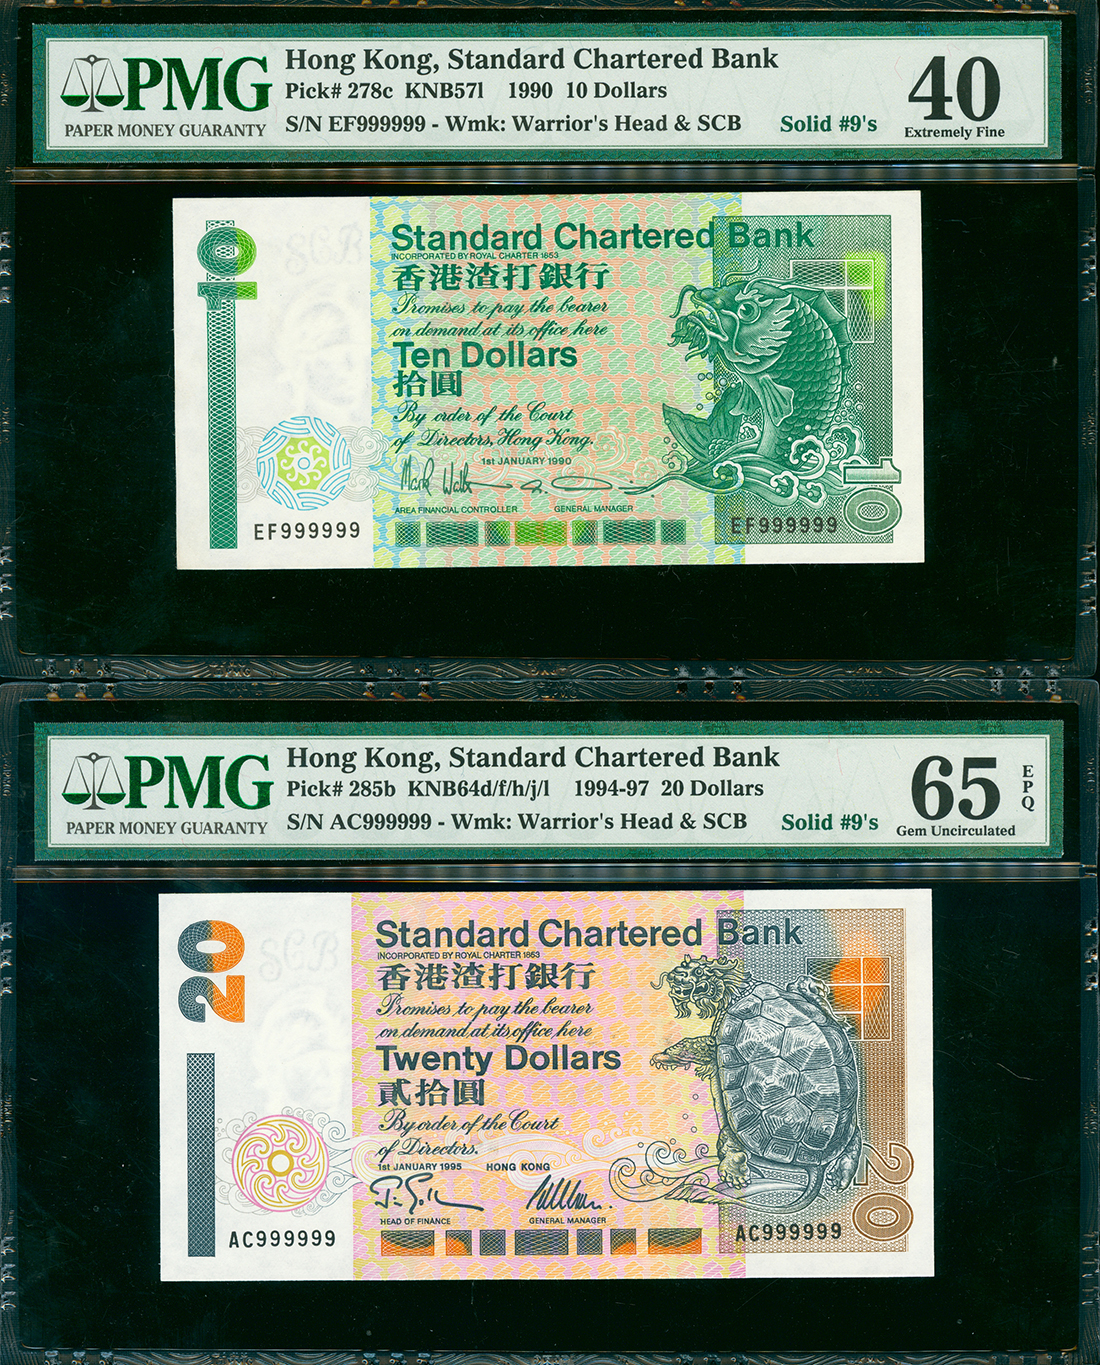 PMG
PAPER MONEY GUARANTY
Hong Kong, Standard Chartered Bank
Pick# 278c KNB57l 1990 10 Dollars
S/N EF999999 - Wmk: Warrior's Head & SCB Solid #9's
40
Extremely Fine
10
SCB
Standard Chartered Bank
INCORPORATED BY ROYAL CHARTER 1853
香港渣打銀行
Promises to pay the bearer
on demand at its office here
Ten Dollars
拾圓
By order of the Court
of Directors, Hong Kong.
1st JANUARY 1990
AREA FINANCIAL CONTROLLER GENERAL MANAGER
EF999999
EF999999
10
PMG
PAPER MONEY GUARANTY
Hong Kong, Standard Chartered Bank
Pick# 285b KNB64d/f/h/j/l 1994-97 20 Dollars
S/N AC999999 - Wmk: Warrior's Head & SCB Solid #9's
65 EPQ
Gem Uncirculated
20
SCB
Standard Chartered Bank
INCORPORATED BY ROYAL CHARTER 1853
香港渣打銀行
Promises to pay the bearer
on demand at its office here
Twenty Dollars
貳拾圓
By order of the Court
of Directors.
1st JANUARY 1995 HONG KONG
HEAD OF FINANCE GENERAL MANAGER
AC999999
AC999999
20